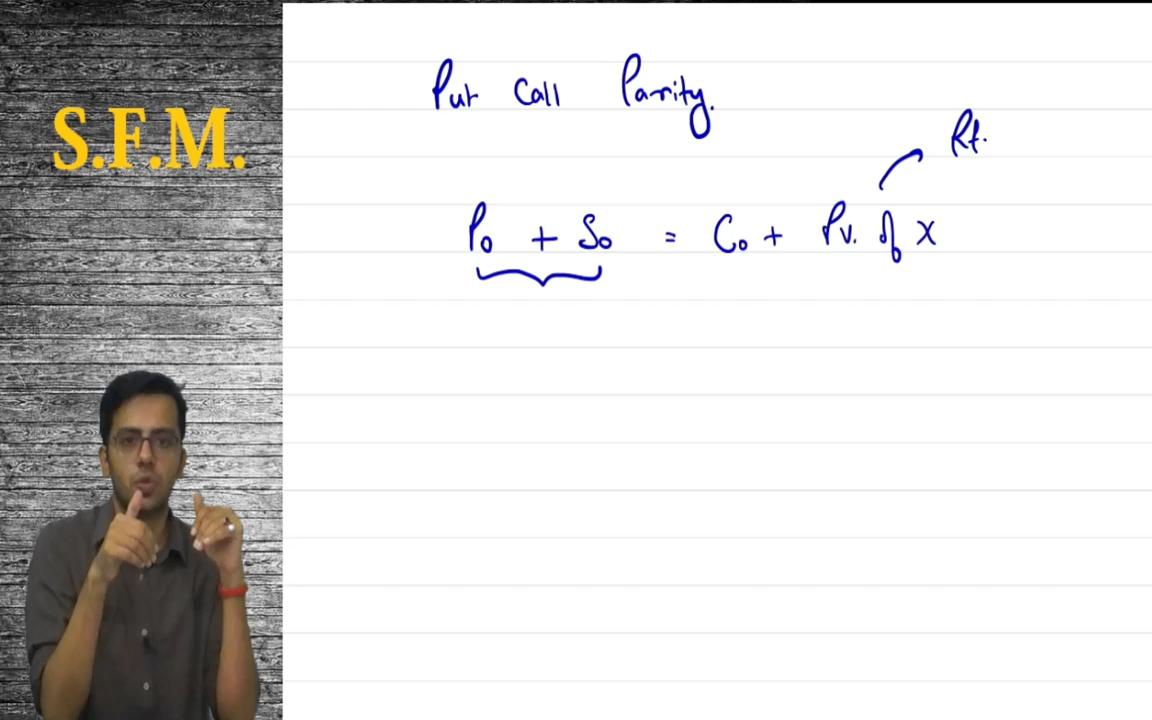 S.F.M.
Put Call Parity.
Rf.
P0 + S0 = C0 + Pv. of X